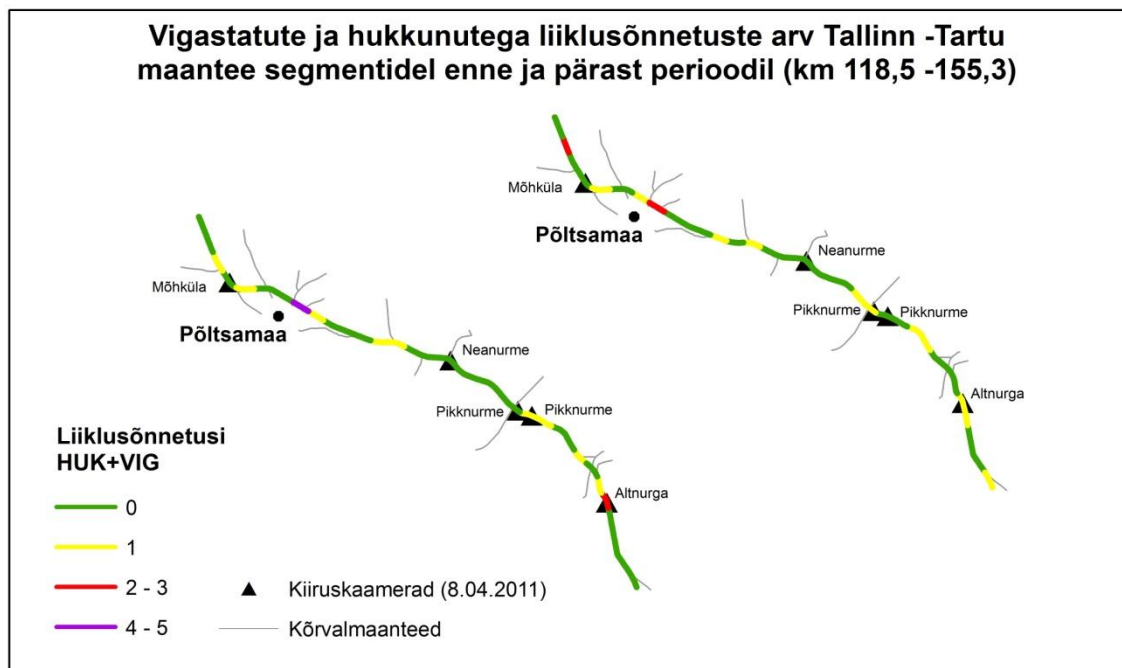 Vigastatute ja hukkunutega liiklusõnnetuste arv Tallinn -Tartu
maantee segmentidel enne ja pärast perioodil (km 118,5 -155,3)
Mõhküla
Põltsamaa
Neanurme
Pikknurme
Pikknurme
Altnurga
Mõhküla
Põltsamaa
Neanurme
Pikknurme
Pikknurme
Altnurga
Liiklusõnnetusi
HUK+VIG
0
1
2 - 3
4 - 5
Kiiruskaamerad (8.04.2011)
Kõrvalmaanteed